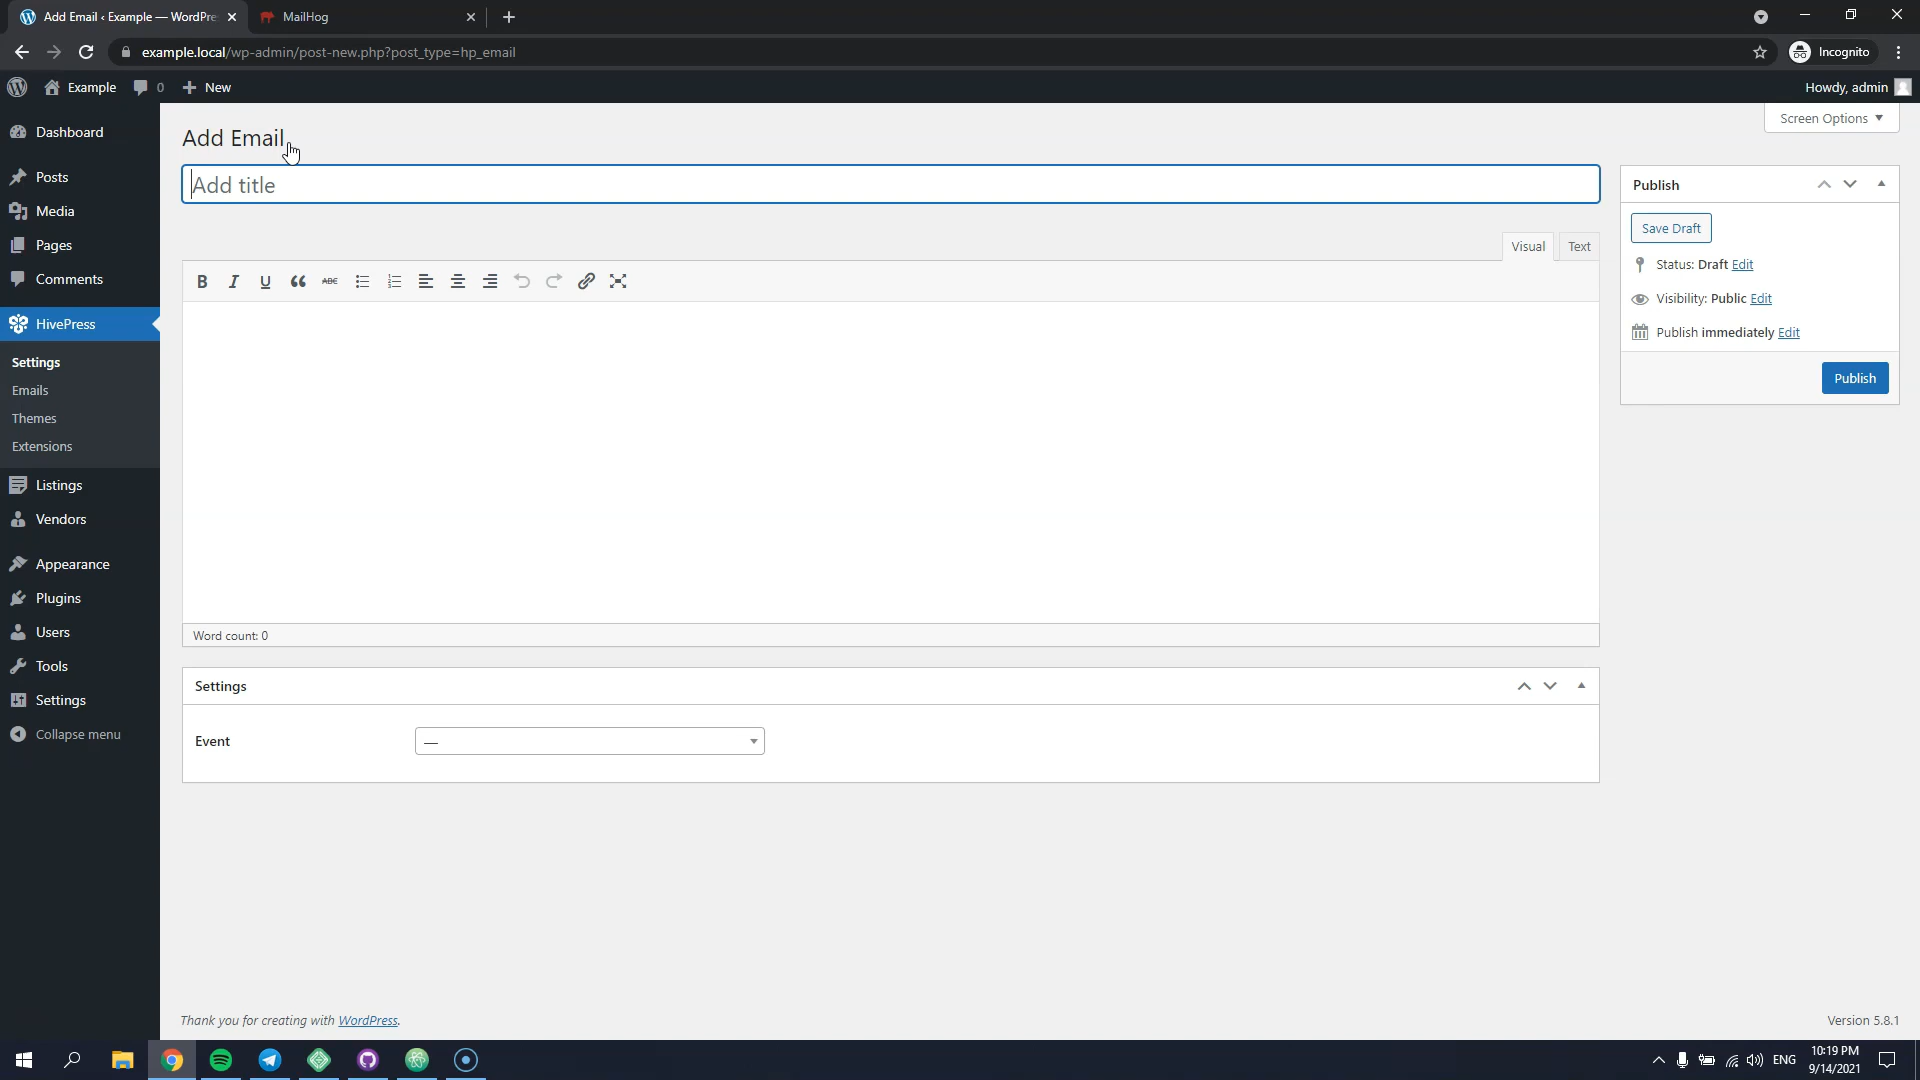 Add Email ‹ Example — WordPre
MailHog
example.local/wp-admin/post-new.php?post_type=hp_email
Incognito
Example
0
New
Howdy, admin
Screen Options
Dashboard
Posts
Media
Pages
Comments
HivePress
Settings
Emails
Themes
Extensions
Listings
Vendors
Appearance
Plugins
Users
Tools
Settings
Collapse menu
Add Email
Add title
Visual
Text
B
I
U
ABC
Word count: 0
Settings
Event
—
Publish
Save Draft
Status: Draft Edit
Visibility: Public Edit
Publish immediately Edit
Publish
Thank you for creating with WordPress.
Version 5.8.1
ENG
10:19 PM
9/14/2021